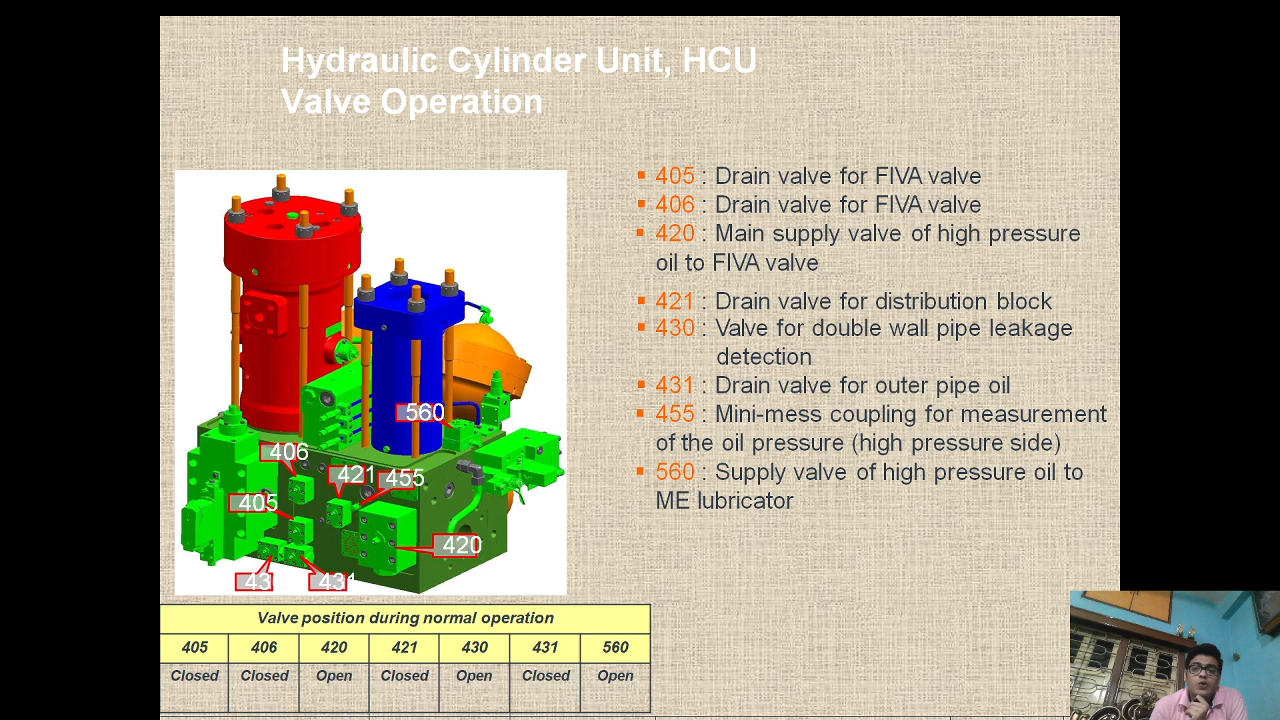 Hydraulic Cylinder Unit, HCU
Valve Operation
405 : Drain valve for FIVA valve
406 : Drain valve for FIVA valve
420 : Main supply valve of high pressure
oil to FIVA valve
421 : Drain valve for distribution block
430 : Valve for double wall pipe leakage
detection
431 : Drain valve for outer pipe oil
455 : Mini-mess coupling for measurement
of the oil pressure (high pressure side)
560 : Supply valve of high pressure oil to
ME lubricator
560
406
421
455
405
420
43
431
Valve position during normal operation
405 406 420 421 430 431 560
Closed Closed Open Closed Open Closed Open